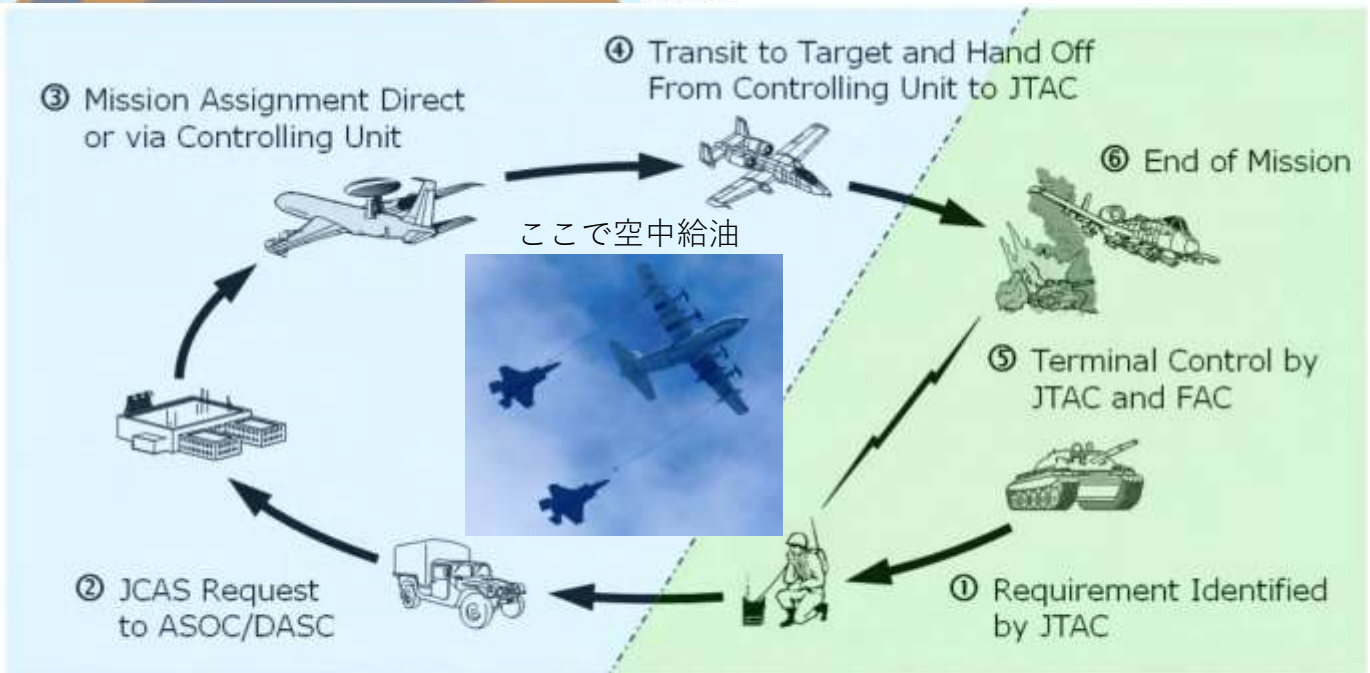 ④ Transit to Target and Hand Off
From Controlling Unit to JTAC
③ Mission Assignment Direct
or via Controlling Unit
⑥ End of Mission
ここで空中給油
⑤ Terminal Control by
JTAC and FAC
② JCAS Request
to ASOC/DASC
① Requirement Identified
by JTAC